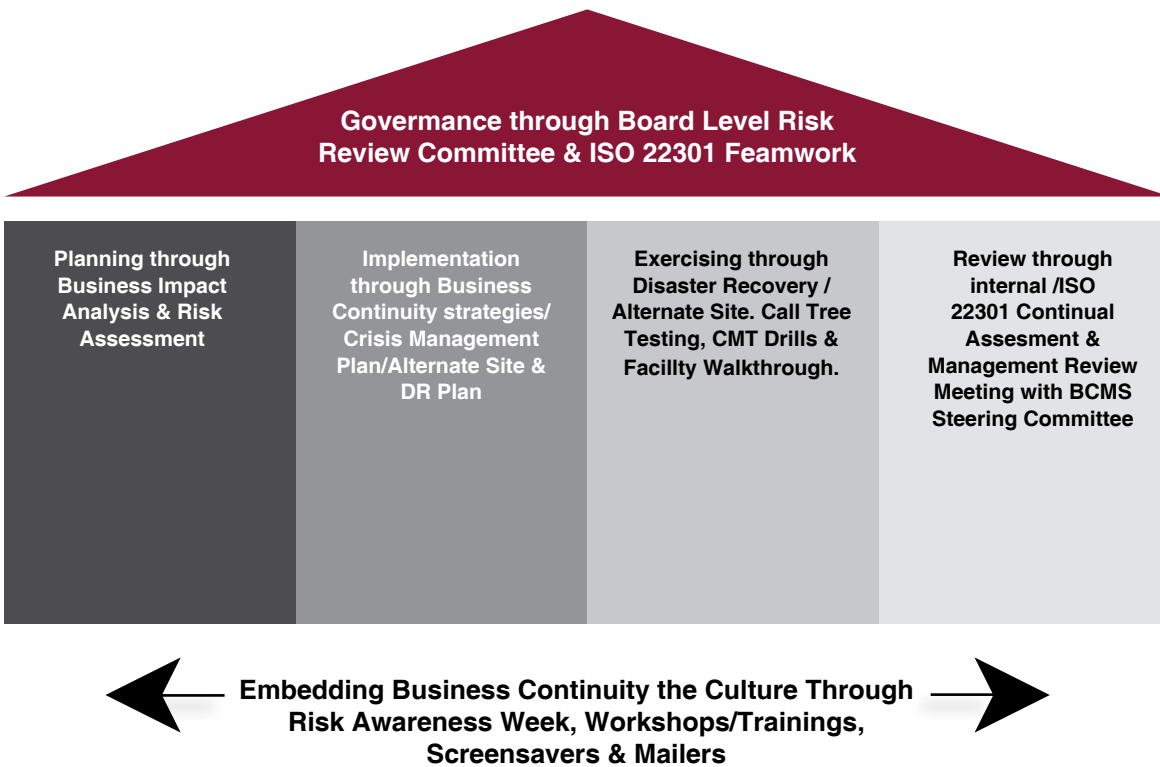 Govermance through Board Level Risk
Review Committee & ISO 22301 Feamwork
Planning through
Business Impact
Analysis & Risk
Assessment
Implementation
through Business
Continuity strategies/
Crisis Management
Plan/Alternate Site &
DR Plan
Exercising through
Disaster Recovery /
Alternate Site. Call Tree
Testing, CMT Drills &
Facillty Walkthrough.
Review through
internal /ISO
22301 Continual
Assesment &
Management Review
Meeting with BCMS
Steering Committee
Embedding Business Continuity the Culture Through
Risk Awareness Week, Workshops/Trainings,
Screensavers & Mailers